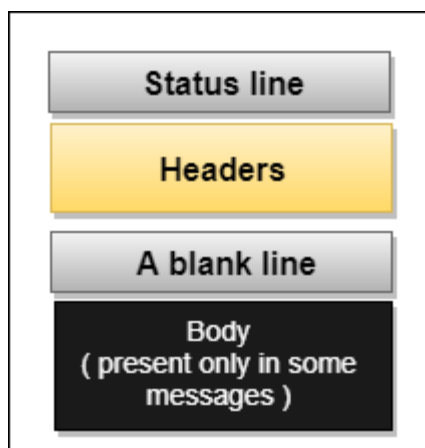 Status line
Headers
A blank line
Body
( present only in some
messages )